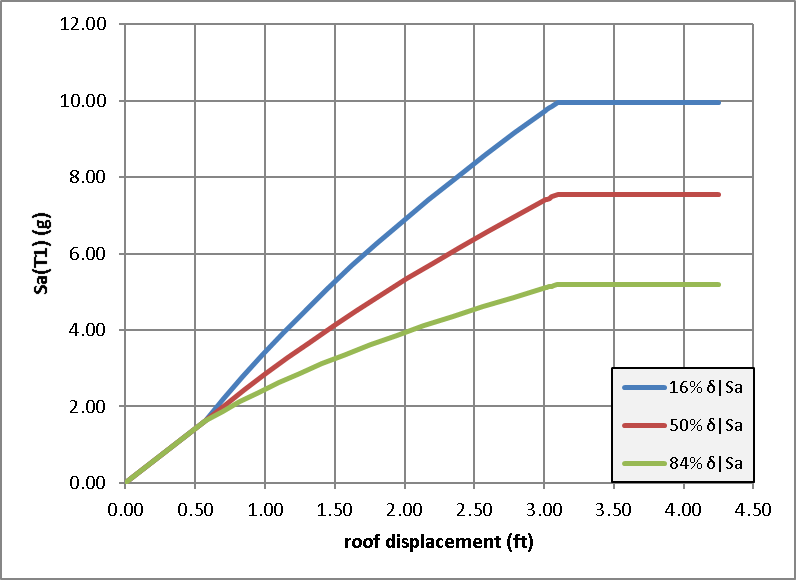 12.00
10.00
8.00
6.00
4.00
2.00
0.00
Sa(T1) (g)
0.00 0.50 1.00 1.50 2.00 2.50 3.00 3.50 4.00 4.50
roof displacement (ft)
16% δ|Sa
50% δ|Sa
84% δ|Sa